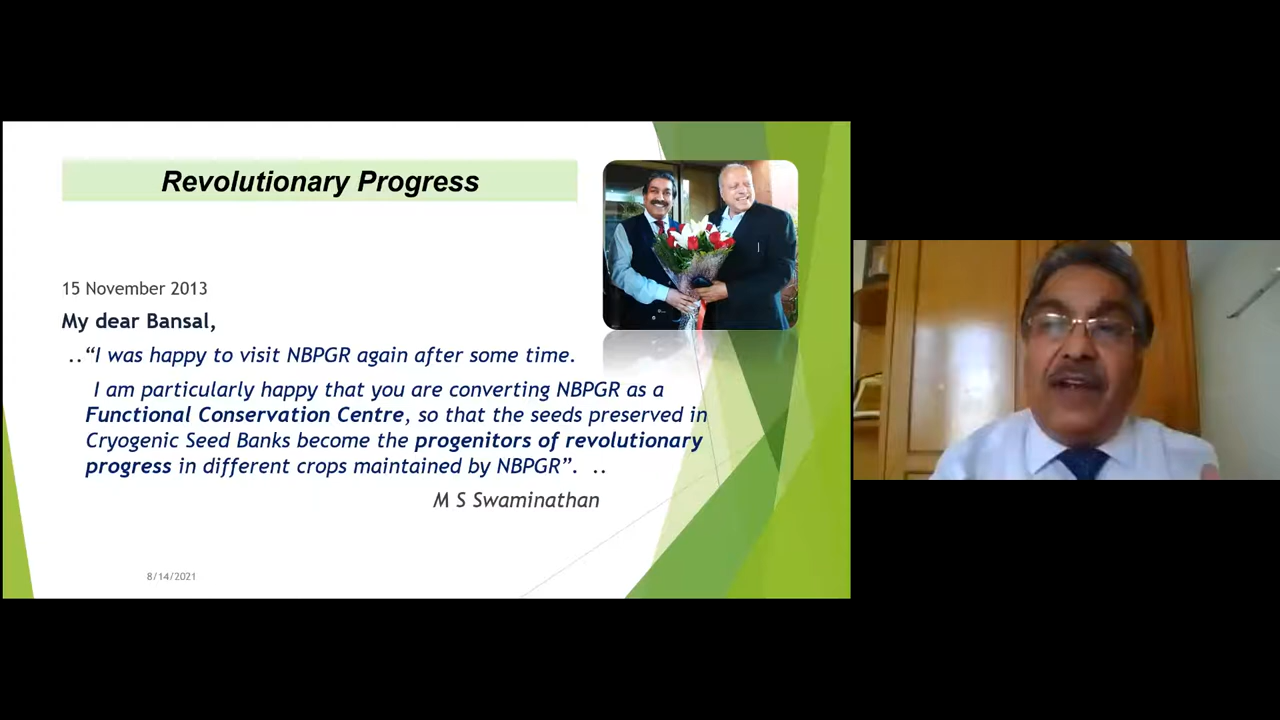 Revolutionary Progress
15 November 2013
My dear Bansal,
..“I was happy to visit NBPGR again after some time.
I am particularly happy that you are converting NBPGR as a
Functional Conservation Centre, so that the seeds preserved in
Cryogenic Seed Banks become the progenitors of revolutionary
progress in different crops maintained by NBPGR”. ..
M S Swaminathan
8/14/2021